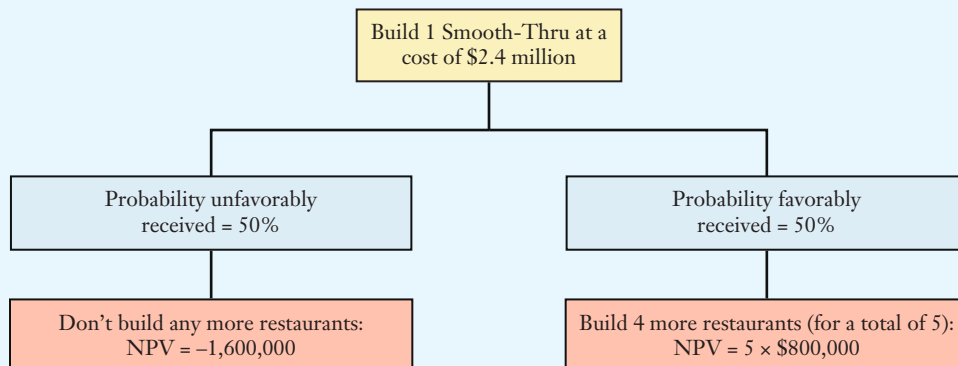 Build 1 Smooth-Thru at a
cost of $2.4 million
Probability unfavorably
received = 50%
Probability favorably
received = 50%
Don't build any more restaurants:
NPV = –1,600,000
Build 4 more restaurants (for a total of 5):
NPV = 5 × $800,000